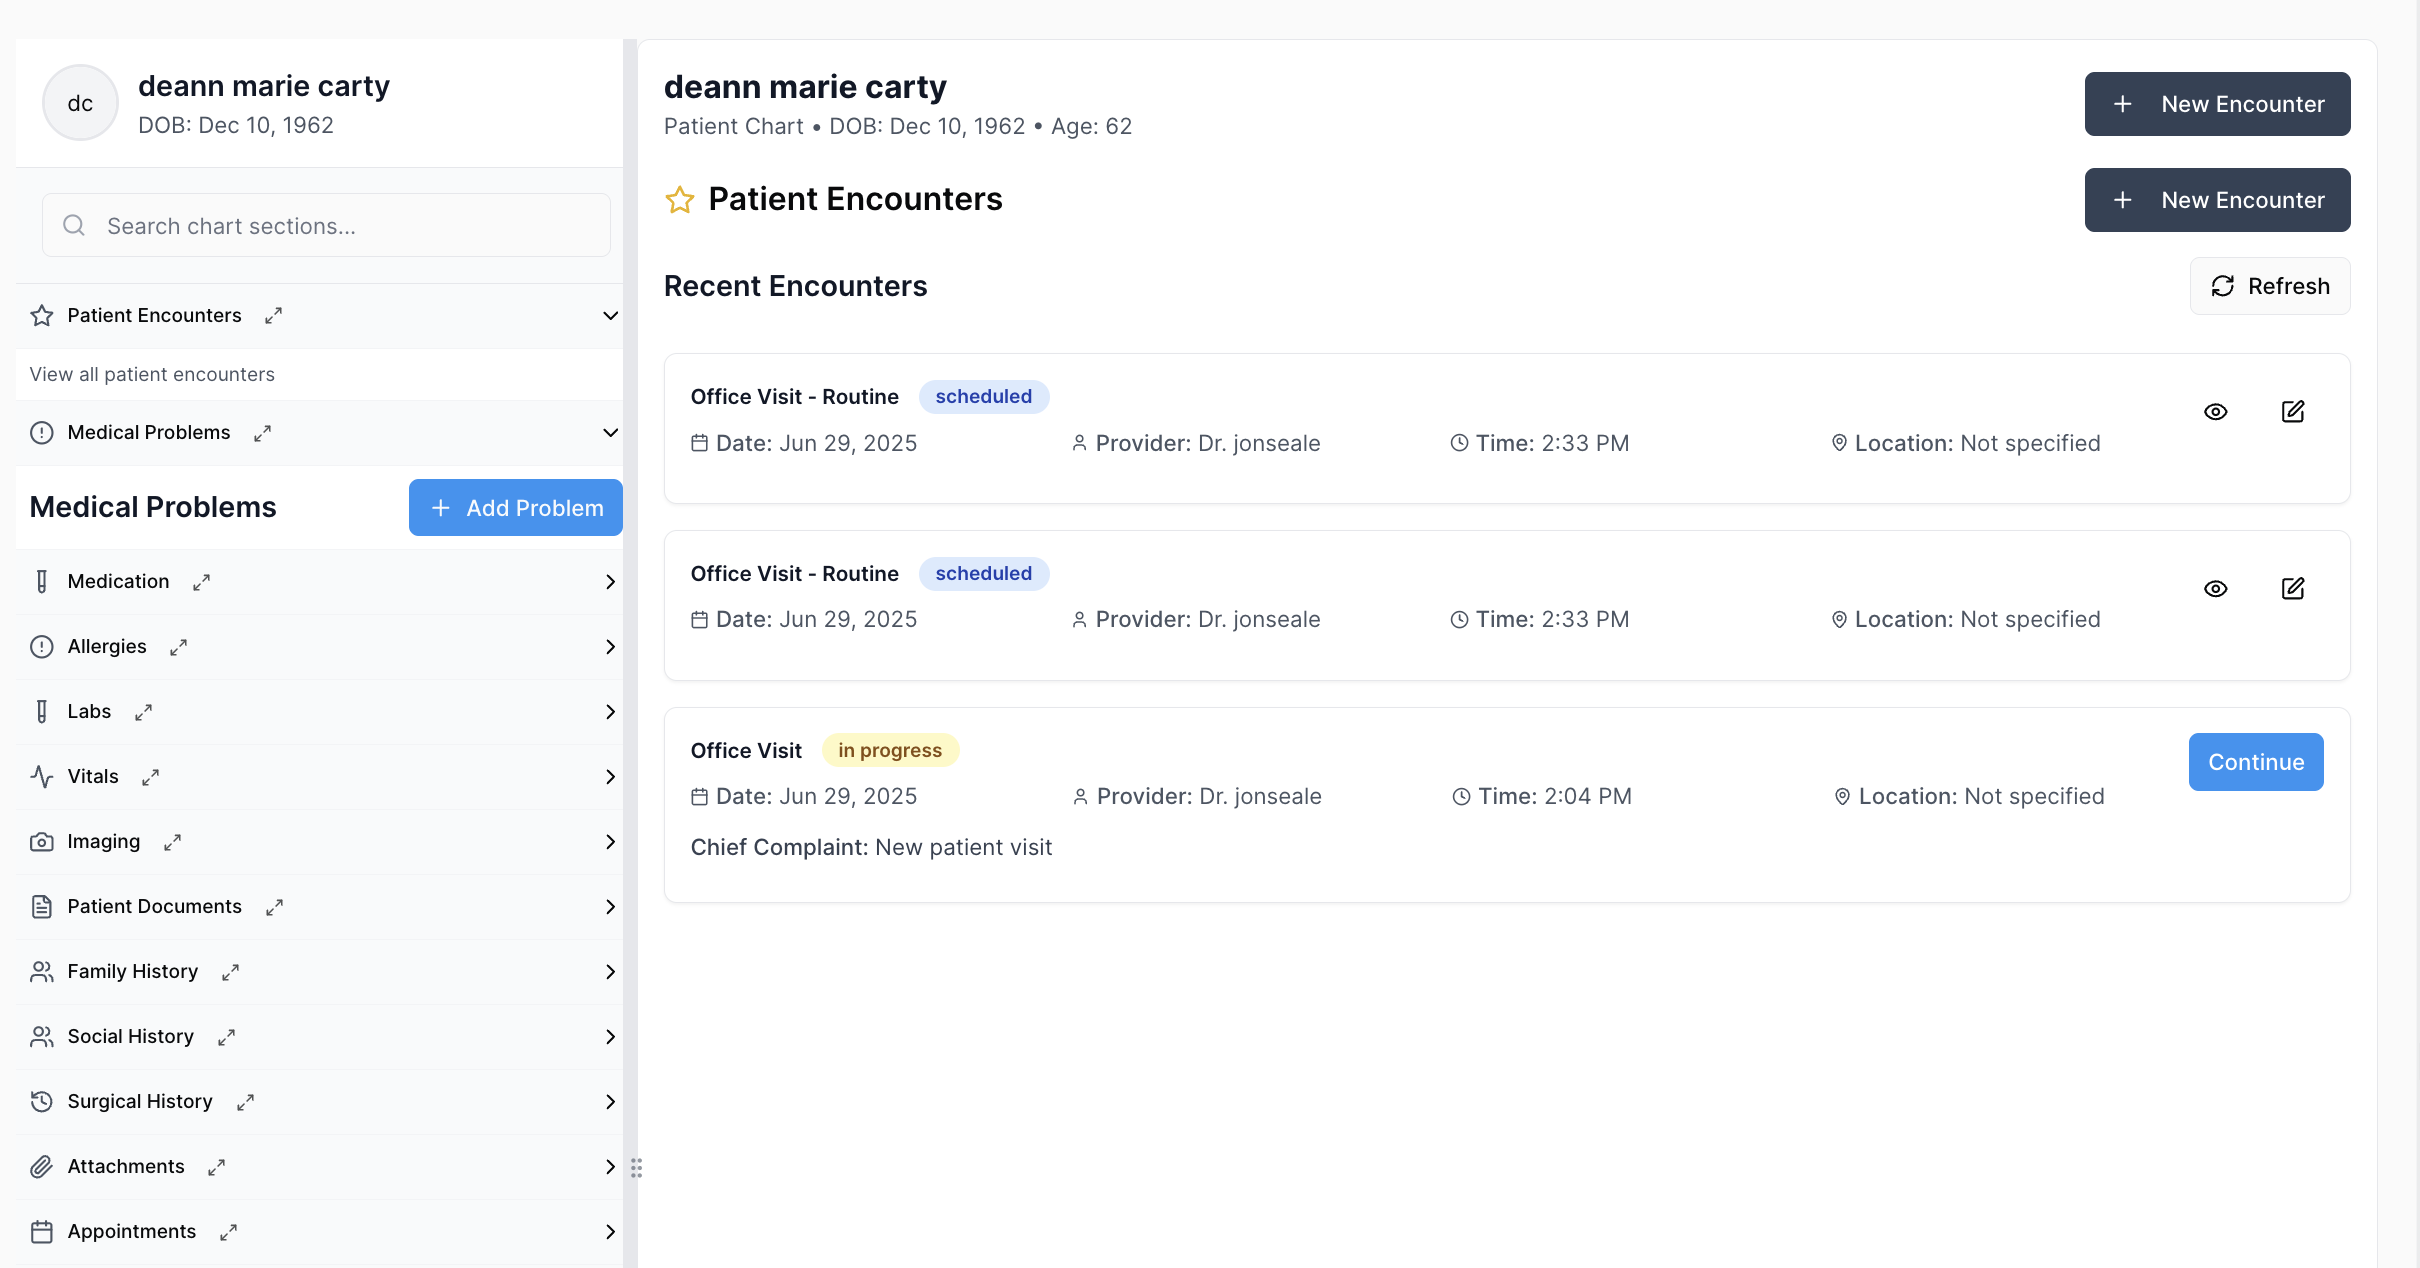 dc
deann marie carty
DOB: Dec 10, 1962
Search chart sections...
Patient Encounters
View all patient encounters
Medical Problems
Medical Problems
Add Problem
Medication
Allergies
Labs
Vitals
Imaging
Patient Documents
Family History
Social History
Surgical History
Attachments
Appointments
deann marie carty
Patient Chart • DOB: Dec 10, 1962 • Age: 62
New Encounter
Patient Encounters
New Encounter
Recent Encounters
Refresh
Office Visit - Routine scheduled
Date: Jun 29, 2025 Provider: Dr. jonseale Time: 2:33 PM Location: Not specified
Office Visit - Routine scheduled
Date: Jun 29, 2025 Provider: Dr. jonseale Time: 2:33 PM Location: Not specified
Office Visit in progress
Continue
Date: Jun 29, 2025 Provider: Dr. jonseale Time: 2:04 PM Location: Not specified
Chief Complaint: New patient visit